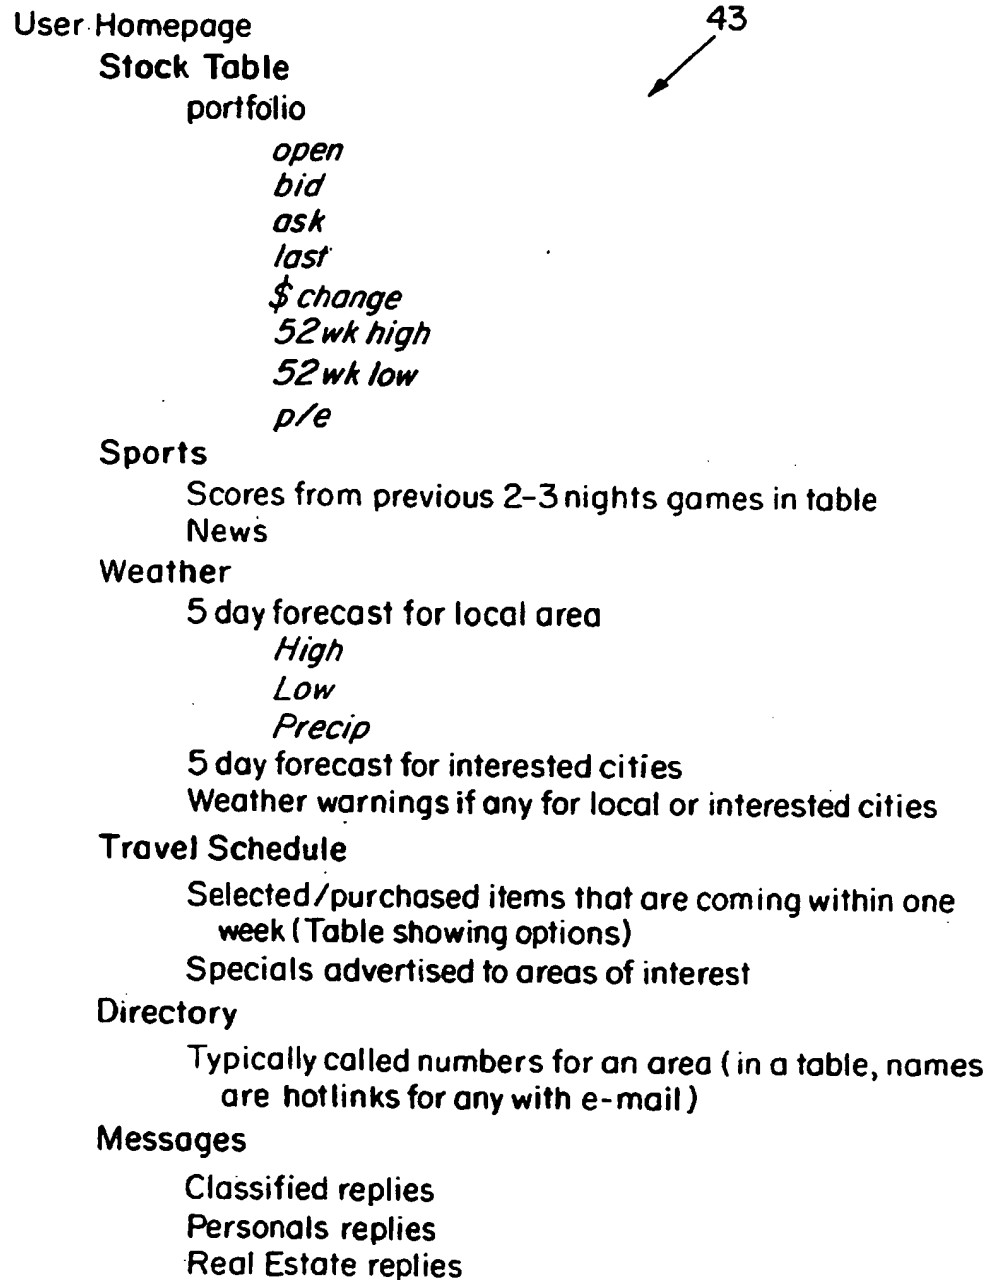 User Homepage
43
Stock Table
portfolio
open
bid
ask
last
$ change
52wk high
52wk low
p/e
Sports
Scores from previous 2-3 nights games in table
News
Weather
5 day forecast for local area
High
Low
Precip
5 day forecast for interested cities
Weather warnings if any for local or interested cities
Travel Schedule
Selected/purchased items that are coming within one
week (Table showing options)
Specials advertised to areas of interest
Directory
Typically called numbers for an area (in a table, names
are hotlinks for any with e-mail)
Messages
Classified replies
Personals replies
Real Estate replies